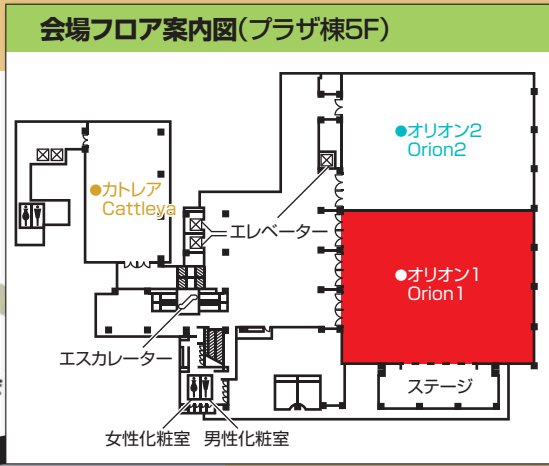 会場フロア案内図(プラザ棟5F)
●オリオン2
Orion2
●カトレア
Cattleya
エレベーター
●オリオン1
Orion1
エスカレーター
ステージ
女性化粧室 男性化粧室